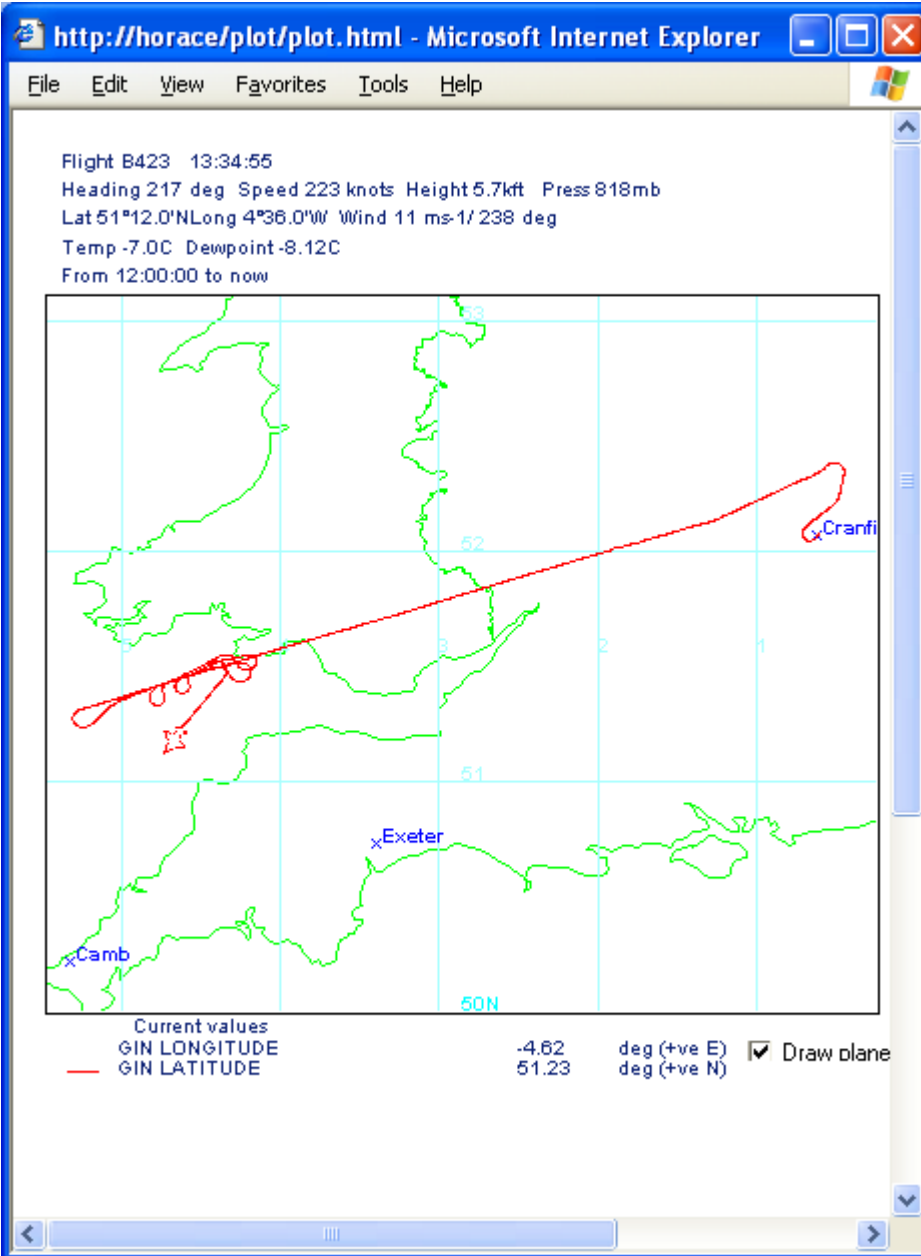 http://horace/plot/plot.html - Microsoft Internet Explorer
File Edit View Favorites Tools Help
Flight B423 13:34:55
Heading 217 deg Speed 223 knots Height 5.7kft Press 818mb
Lat 51°12.0'NLong 4°36.0'W Wind 11 ms-1/ 238 deg
Temp -7.0C Dewpoint -8.12C
From 12:00:00 to now
53
Cranfi
52
5 3 2 1
51
Exeter
Camb
50N
Current values
GIN LONGITUDE -4.62 deg (+ve E) Draw plane
GIN LATITUDE 51.23 deg (+ve N)